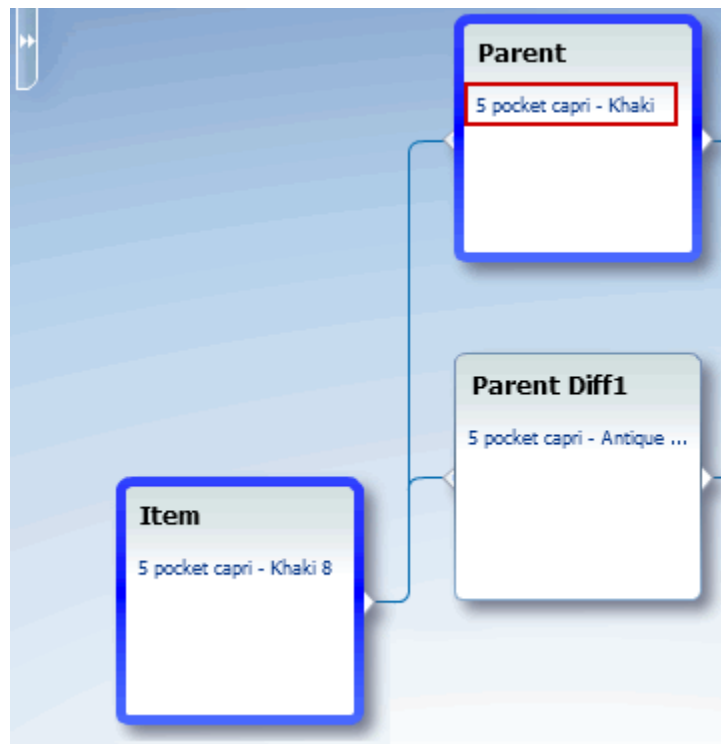 Parent
5 pocket capri - Khaki
Parent Diff1
5 pocket capri - Antique ...
Item
5 pocket capri - Khaki 8